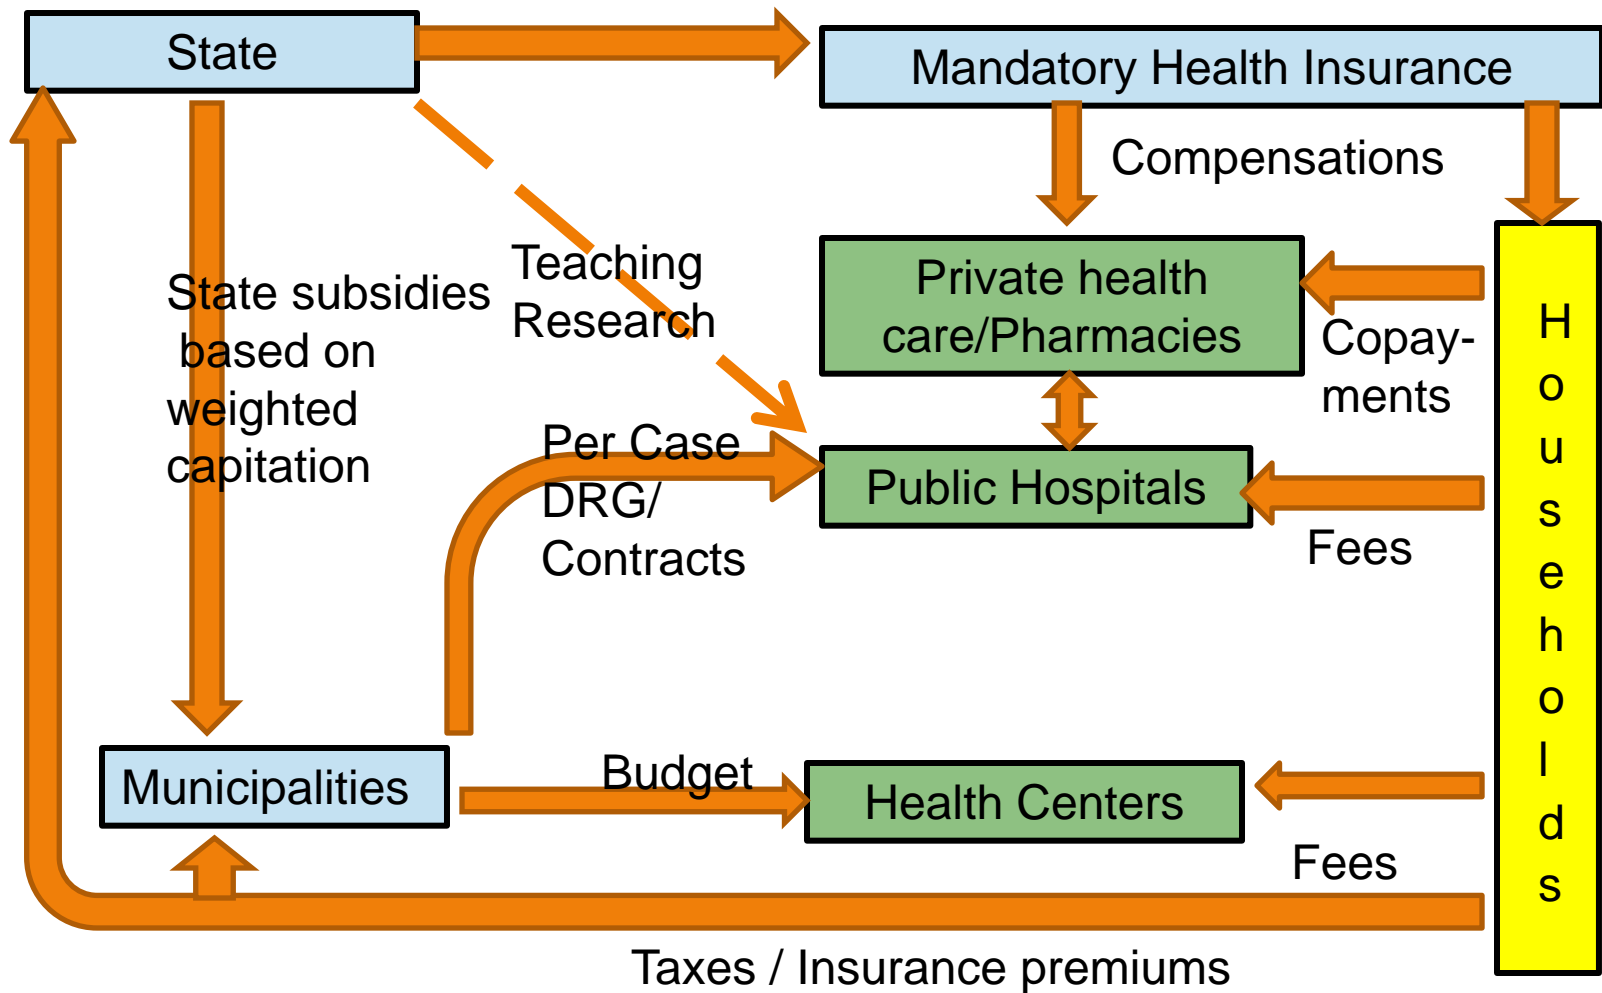 State
Mandatory Health Insurance
Compensations
Teaching
Research
State subsidies
based on
weighted
capitation
Private health
care/Pharmacies
Copay-
ments
Per Case
DRG/
Contracts
Public Hospitals
Fees
Households
Municipalities
Budget
Health Centers
Fees
Taxes / Insurance premiums